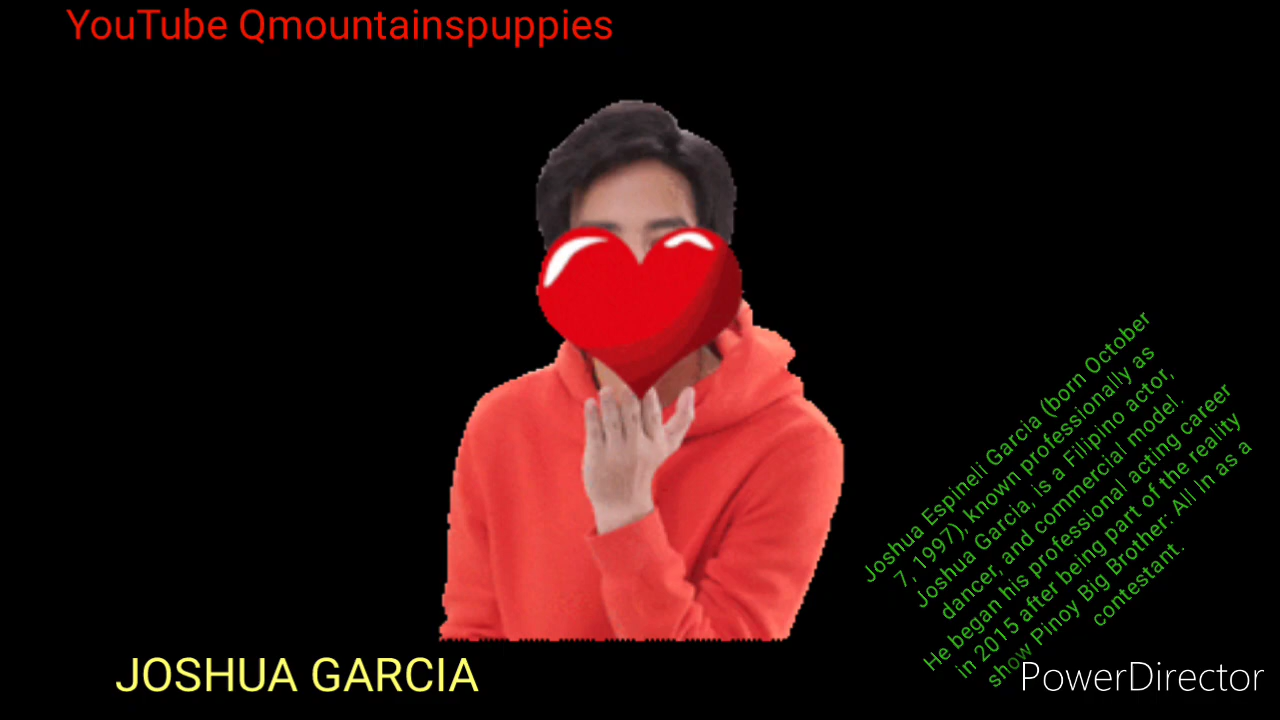 YouTube Qmountainspuppies
Joshua Espineli Garcia (born October
7, 1997), known professionally as
Joshua Garcia, is a Filipino actor,
dancer, and commercial model.
He began his professional acting career
in 2015 after being part of the reality
show Pinoy Big Brother: All In as a
contestant.
JOSHUA GARCIA
PowerDirector